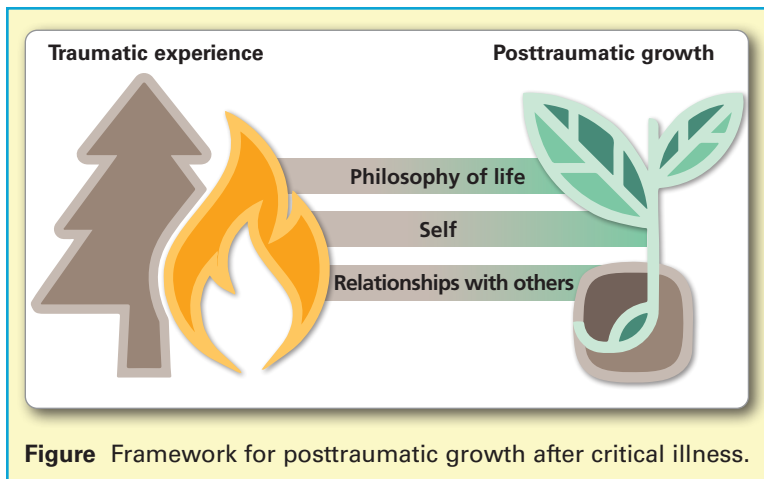 Traumatic experience
Posttraumatic growth
Philosophy of life
Self
Relationships with others
Figure Framework for posttraumatic growth after critical illness.